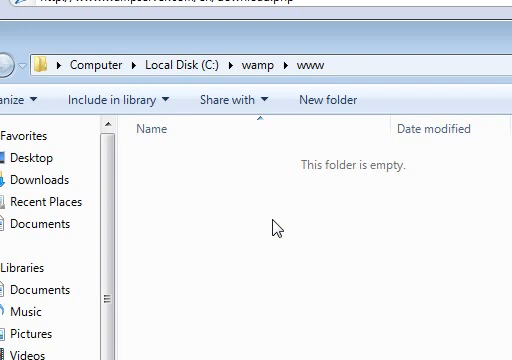 Computer Local Disk (C:) wamp www
anize Include in library Share with New folder
Name Date modified
This folder is empty.
Favorites
Desktop
Downloads
Recent Places
Documents
Libraries
Documents
Music
Pictures
Videos